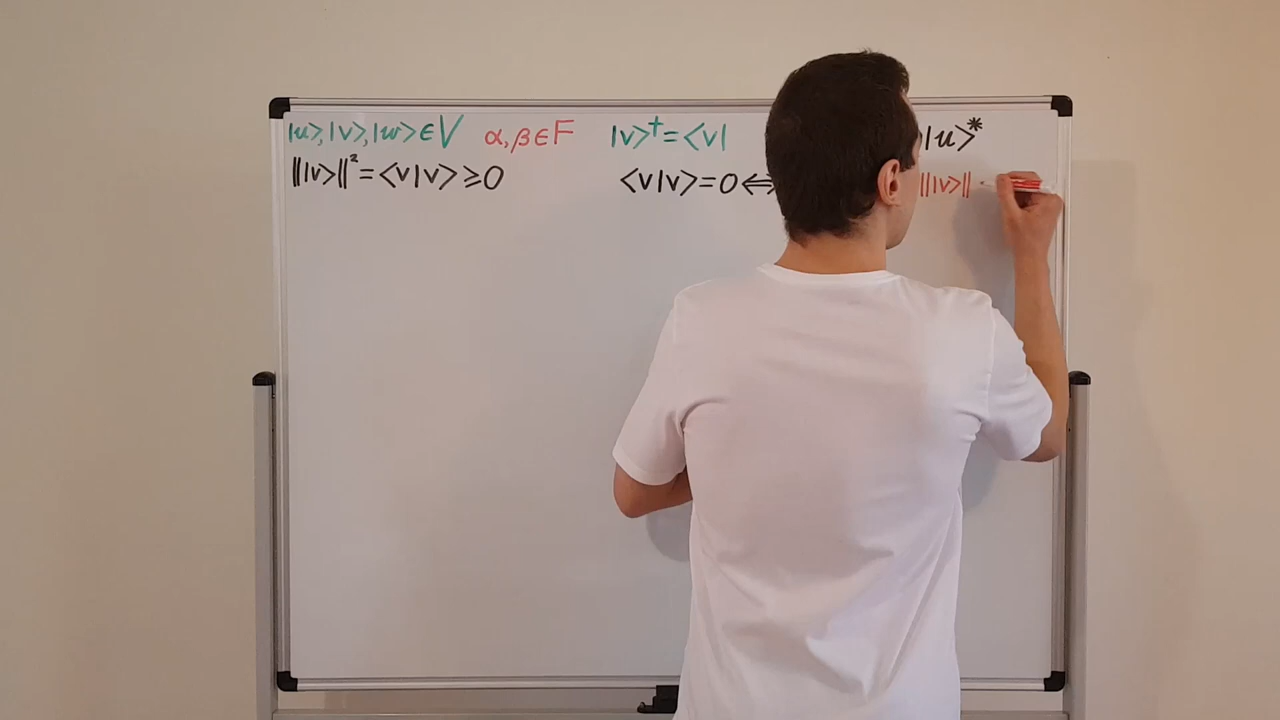 |u>,|v>,|w>∈V α,β∈F |v>†=<v| |u>*
‖|v>‖²=<v|v>≥0 <v|v>=0⇔ ‖|v>‖